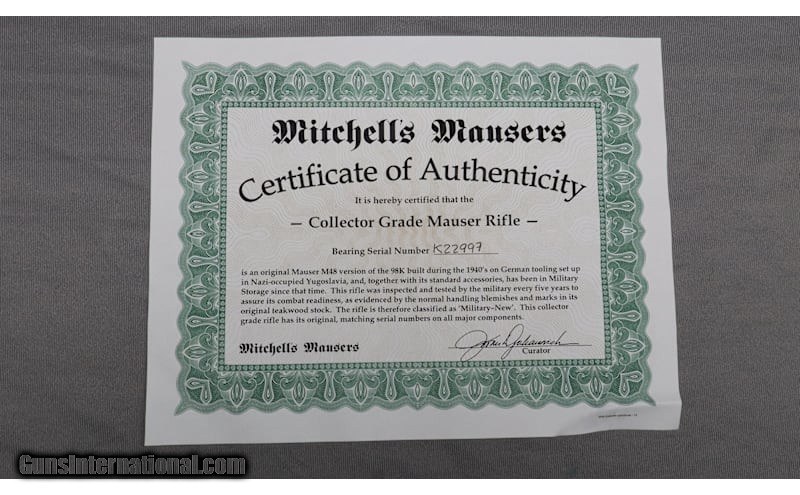 Mitchell's Mausers
Certificate of Authenticity
It is hereby certified that the
– Collector Grade Mauser Rifle –
Bearing Serial Number K22997
is an original Mauser M48 version of the 98K built during the 1940's on German tooling set up
in Nazi-occupied Yugoslavia, and, together with its standard accessories, has been in Military
Storage since that time. This rifle was inspected and tested by the military every five years to
assure its combat readiness, as evidenced by the normal handling blemishes and marks in its
original teakwood stock. The rifle is therefore classified as 'Military-New'. This collector
grade rifle has its original, matching serial numbers on all major components.
Mitchell's Mausers
Curator
GunsInternational.com